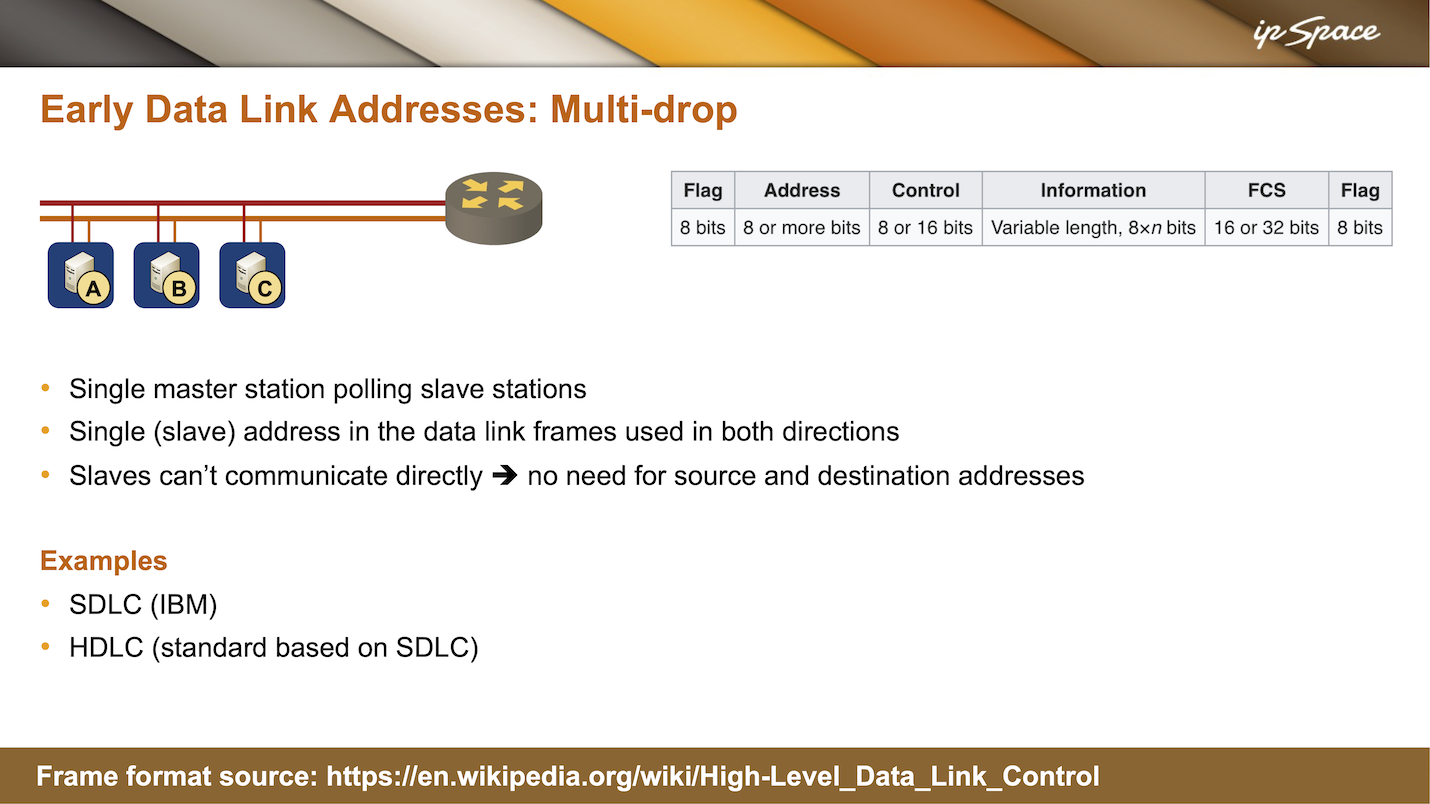 ipSpace
Early Data Link Addresses: Multi-drop
A
B
C
Flag Address Control Information FCS Flag
8 bits 8 or more bits 8 or 16 bits Variable length, 8×n bits 16 or 32 bits 8 bits
• Single master station polling slave stations
• Single (slave) address in the data link frames used in both directions
• Slaves can’t communicate directly ➔ no need for source and destination addresses
Examples
• SDLC (IBM)
• HDLC (standard based on SDLC)
Frame format source: https://en.wikipedia.org/wiki/High-Level_Data_Link_Control